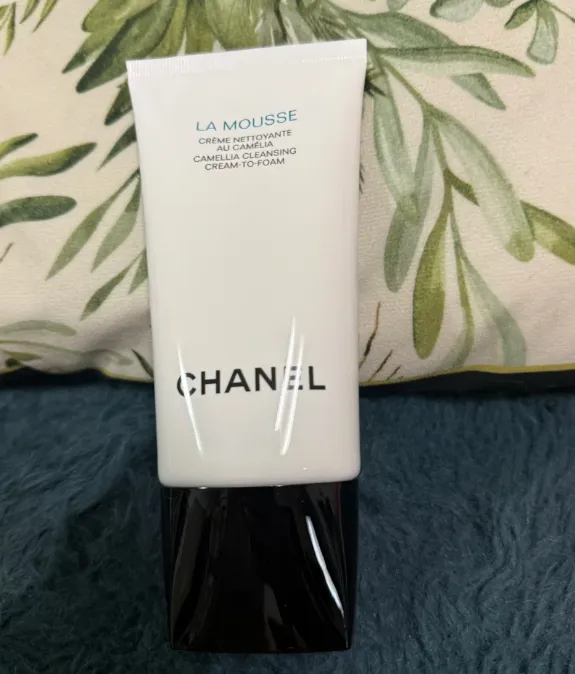 LA MOUSSE
CRÈME NETTOYANTE
AU CAMÉLIA
CAMELLIA CLEANSING
CREAM-TO-FOAM
CHANEL